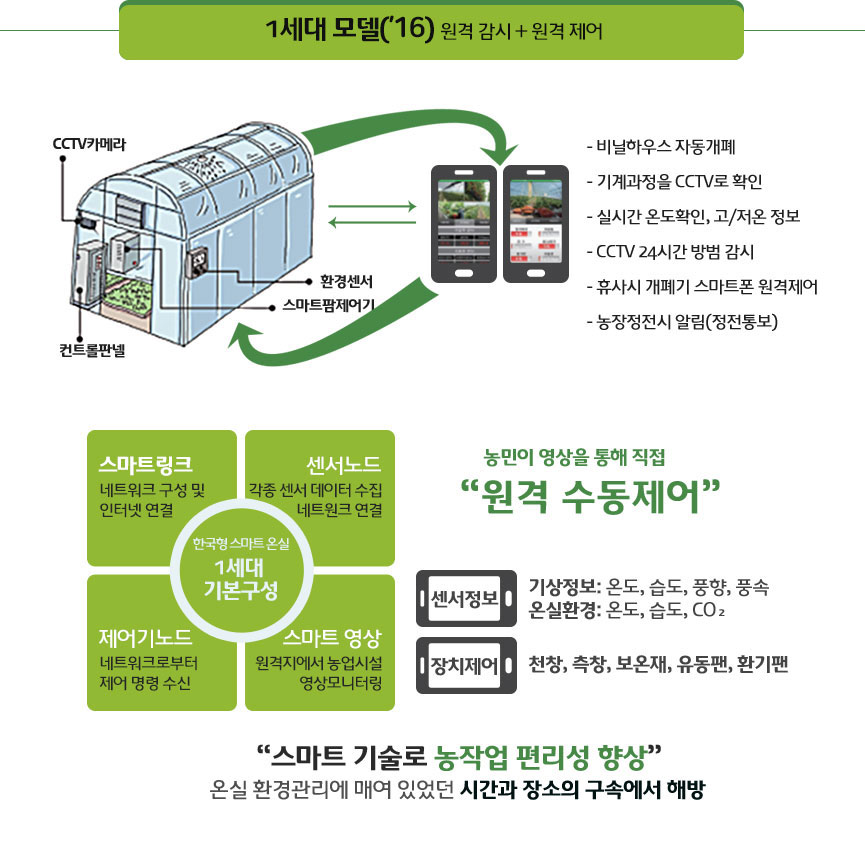 1세대 모델('16) 원격 감시 + 원격 제어
CCTV카메라
환경센서
스마트팜제어기
컨트롤판넬
- 비닐하우스 자동개폐
- 기계과정을 CCTV로 확인
- 실시간 온도확인, 고/저온 정보
- CCTV 24시간 방범 감시
- 휴사시 개폐기 스마트폰 원격제어
- 농장정전시 알림(정전통보)
스마트링크
네트워크 구성 및
인터넷 연결
센서노드
각종 센서 데이터 수집
네트원크 연결
한국형 스마트 온실
1세대
기본구성
제어기노드
네트워크로부터
제어 명령 수신
스마트 영상
원격지에서 농업시설
영상모니터링
농민이 영상을 통해 직접
“원격 수동제어”
센서정보
기상정보: 온도, 습도, 풍향, 풍속
온실환경: 온도, 습도, CO₂
장치제어
천창, 측창, 보온재, 유동팬, 환기팬
“스마트 기술로 농작업 편리성 향상”
온실 환경관리에 매여 있었던 시간과 장소의 구속에서 해방